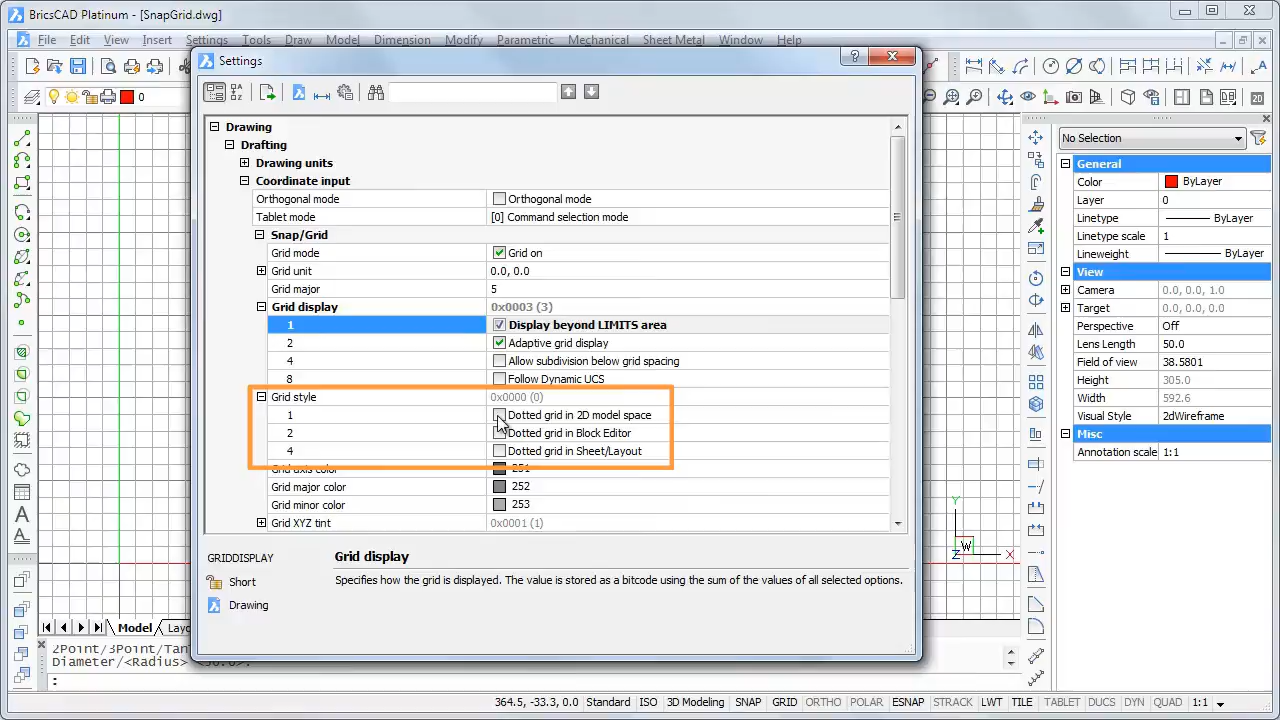 BricsCAD Platinum - [SnapGrid.dwg]
File Edit View Insert Settings Tools Draw Model Dimension Modify Parametric Mechanical Sheet Metal Window Help
Settings
0
Drawing
Drafting
Drawing units
Coordinate input
Orthogonal mode Orthogonal mode
Tablet mode [0] Command selection mode
Snap/Grid
Grid mode Grid on
Grid unit 0.0, 0.0
Grid major 5
Grid display 0x0003 (3)
1 Display beyond LIMITS area
2 Adaptive grid display
4 Allow subdivision below grid spacing
8 Follow Dynamic UCS
Grid style 0x0000 (0)
1 Dotted grid in 2D model space
2 Dotted grid in Block Editor
4 Dotted grid in Sheet/Layout
Grid axis color 251
Grid major color 252
Grid minor color 253
Grid XYZ tint 0x0001 (1)
GRIDDISPLAY Grid display
Short Specifies how the grid is displayed. The value is stored as a bitcode using the sum of the values of all selected options.
Drawing
No Selection
General
Color ByLayer
Layer 0
Linetype ByLayer
Linetype scale 1
Lineweight ByLayer
View
Camera 0.0, 0.0, 1.0
Target 0.0, 0.0, 0.0
Perspective Off
Lens Length 50.0
Field of view 38.5801
Height 305.0
Width 592.6
Visual Style 2dWireframe
Misc
Annotation scale 1:1
Y
W
Z X
Model Layo
2Point/3Point/Tan
Diameter/<Radius> <50.0>:
:
364.5, -33.3, 0.0 Standard ISO 3D Modeling SNAP GRID ORTHO POLAR ESNAP STRACK LWT TILE TABLET DUCS DYN QUAD 1:1